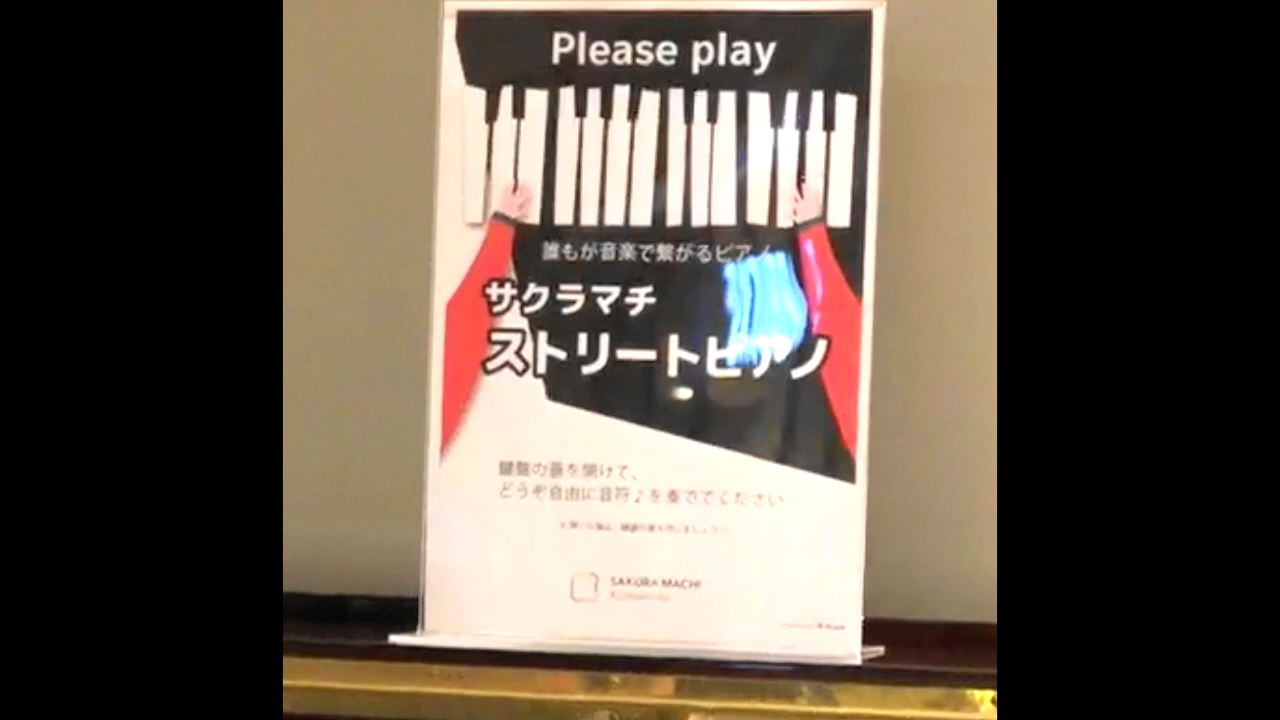 Please play
誰もが音楽で繋がるピアノ
サクラマチ
ストリートピアノ
鍵盤の蓋を開けて、
どうぞ自由に音符♪を奏でてください
SAKURA MACHI
Kumamoto